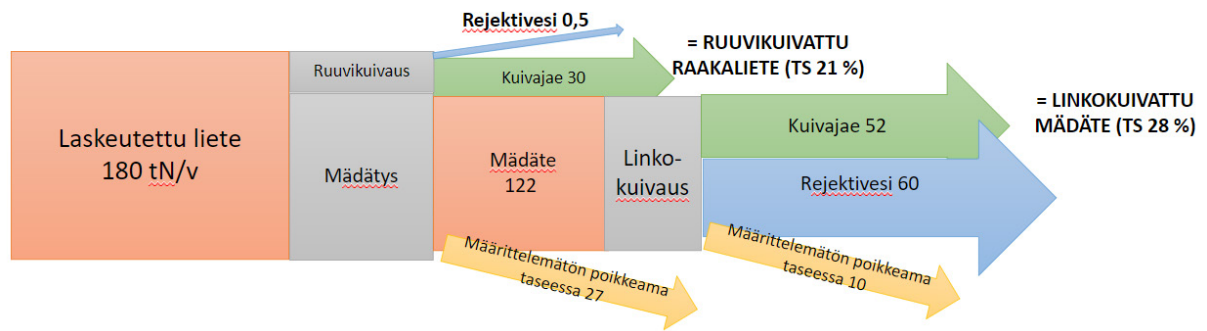 Rejektivesi 0,5
= RUUVIKUIVATTU
RAAKALIETE (TS 21 %)
Ruuvikuivaus
Kuivajae 30
= LINKOKUIVATTU
MÄDÄTE (TS 28 %)
Laskeutettu liete
180 tN/v
Mädätys
Mädäte
122
Linko-
kuivaus
Kuivajae 52
Rejektivesi 60
Määrittelemätön poikkeama
taseessa 27
Määrittelemätön poikkeama
taseessa 10